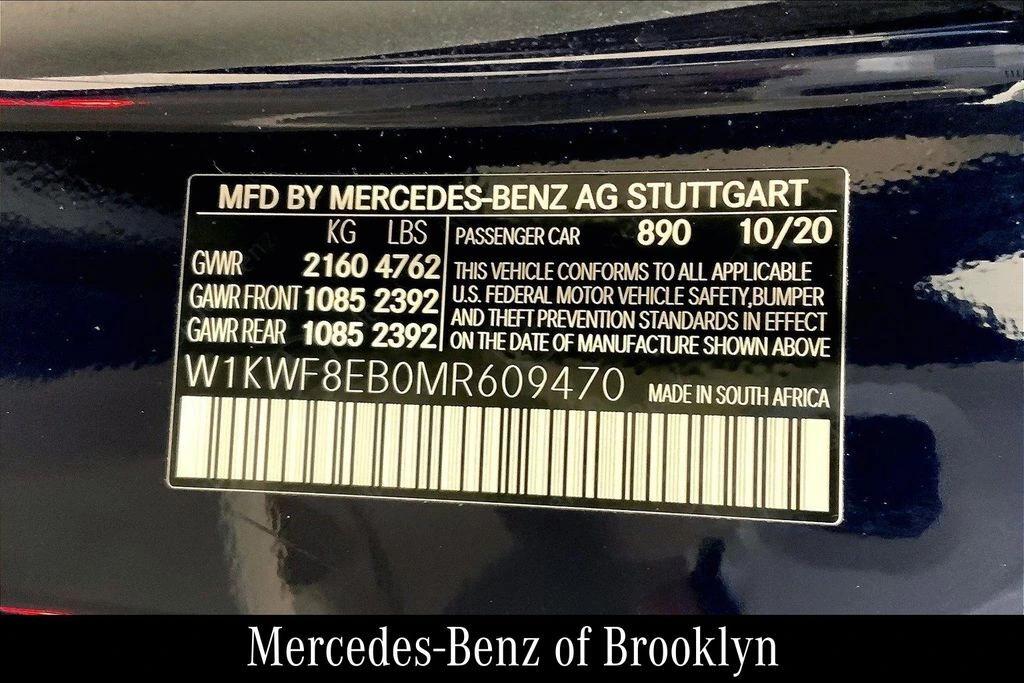 MFD BY MERCEDES-BENZ AG STUTTGART
KG LBS
GVWR 2160 4762
GAWR FRONT 1085 2392
GAWR REAR 1085 2392
PASSENGER CAR 890 10/20
THIS VEHICLE CONFORMS TO ALL APPLICABLE
U.S. FEDERAL MOTOR VEHICLE SAFETY, BUMPER
AND THEFT PREVENTION STANDARDS IN EFFECT
ON THE DATE OF MANUFACTURE SHOWN ABOVE
W1KWF8EB0MR609470 MADE IN SOUTH AFRICA
Mercedes-Benz of Brooklyn